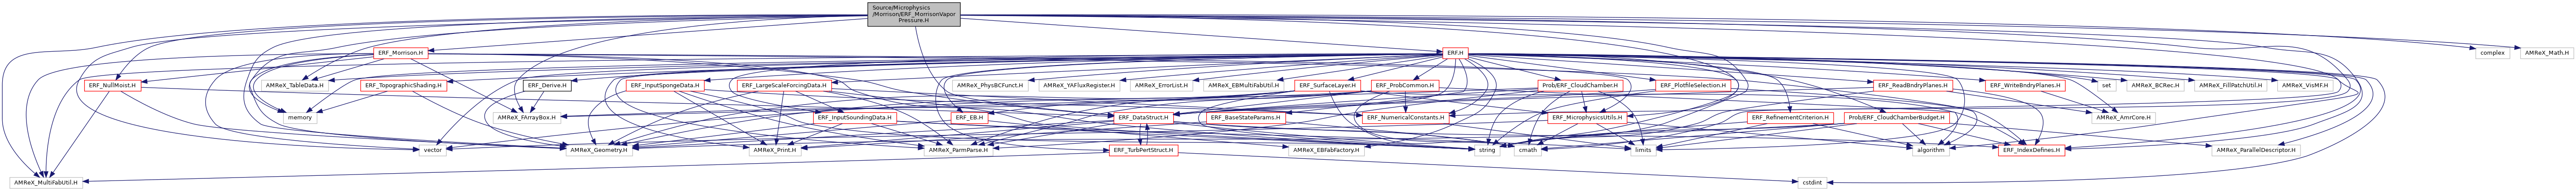 Source/Microphysics
/Morrison/ERF_MorrisonVapor
Pressure.H
ERF_Morrison.H
ERF.H
complex
AMReX_Math.H
ERF_NullMoist.H
AMReX_TableData.H
ERF_TopographicShading.H
ERF_Derive.H
ERF_InputSpongeData.H
ERF_LargeScaleForcingData.H
AMReX_PhysBCFunct.H
AMReX_YAFluxRegister.H
AMReX_ErrorList.H
AMReX_EBMultiFabUtil.H
ERF_SurfaceLayer.H
ERF_ProbCommon.H
Prob/ERF_CloudChamber.H
ERF_PlotfileSelection.H
ERF_ReadBndryPlanes.H
ERF_WriteBndryPlanes.H
set
AMReX_BCRec.H
AMReX_FillPatchUtil.H
AMReX_VisMF.H
memory
AMReX_FArrayBox.H
ERF_InputSoundingData.H
ERF_EB.H
ERF_DataStruct.H
ERF_BaseStateParams.H
ERF_NumericalConstants.H
ERF_MicrophysicsUtils.H
ERF_RefinementCriterion.H
Prob/ERF_CloudChamberBudget.H
AMReX_AmrCore.H
vector
AMReX_Geometry.H
AMReX_Print.H
AMReX_ParmParse.H
ERF_TurbPertStruct.H
AMReX_EBFabFactory.H
string
cmath
limits
algorithm
ERF_IndexDefines.H
AMReX_ParallelDescriptor.H
AMReX_MultiFabUtil.H
cstdint